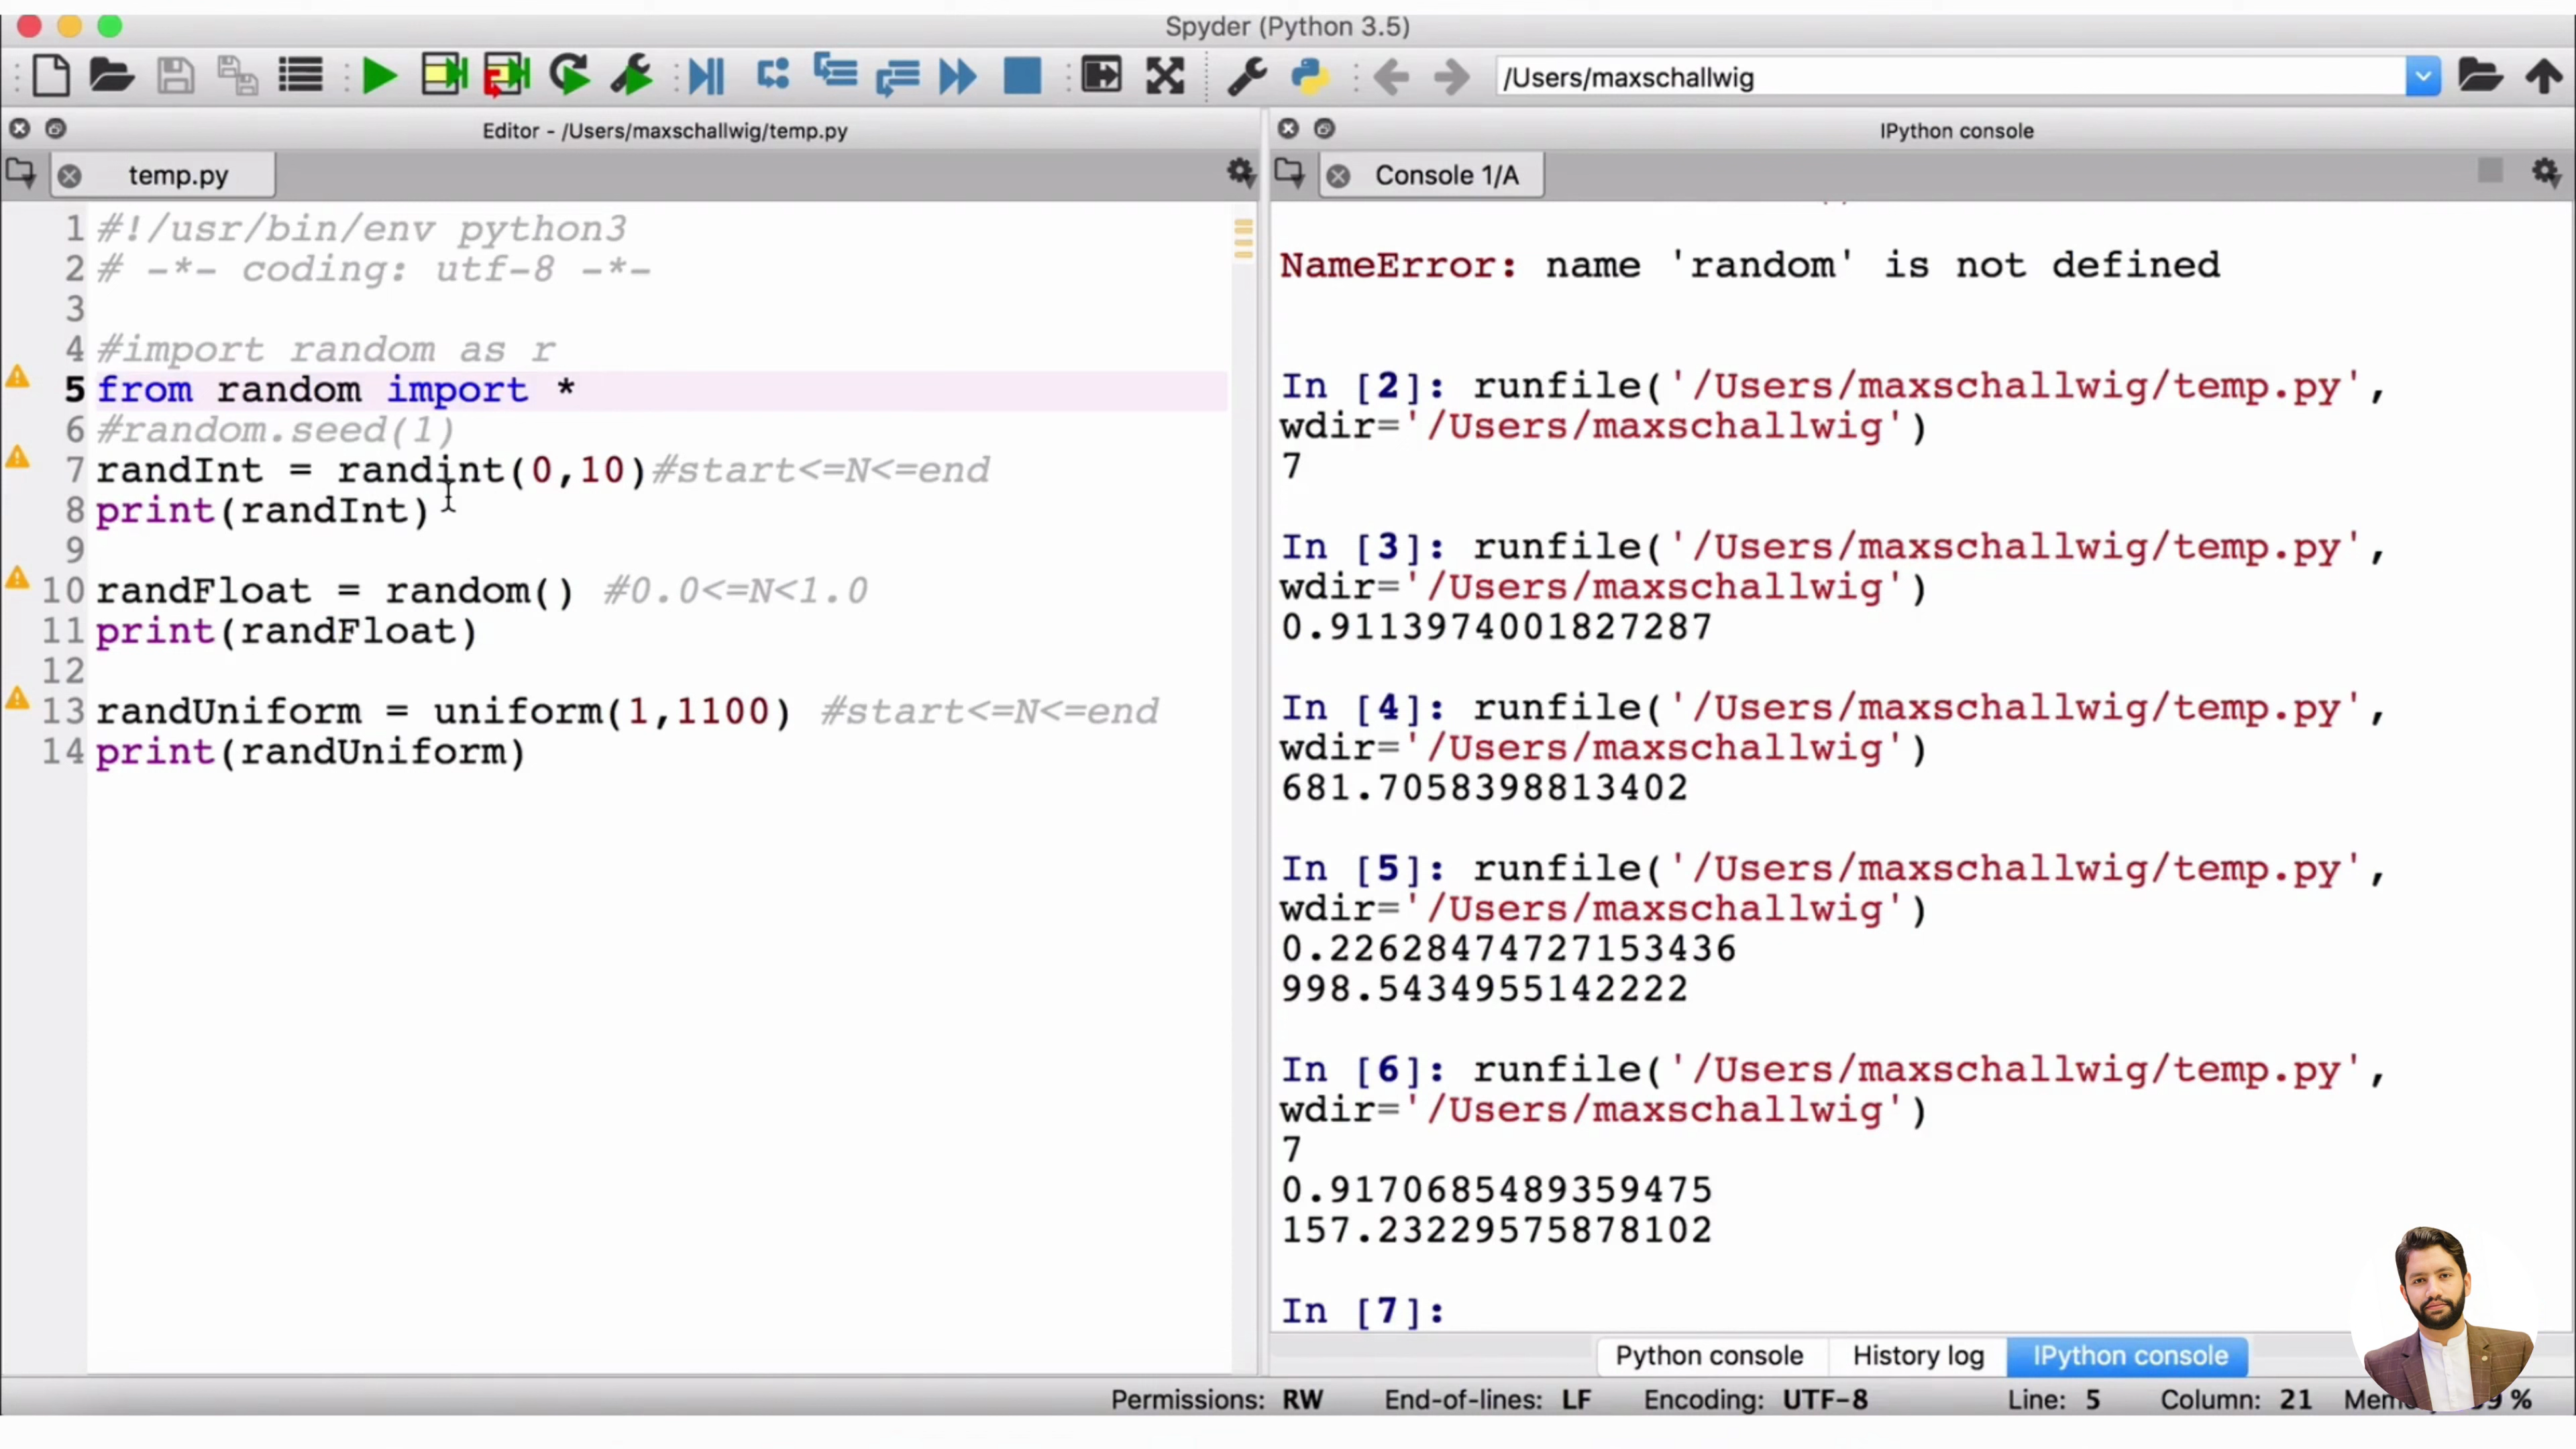 Spyder (Python 3.5)
/Users/maxschallwig
Editor - /Users/maxschallwig/temp.py
temp.py
1 #!/usr/bin/env python3
2 # -*- coding: utf-8 -*-
3
4 #import random as r
5 from random import *
6 #random.seed(1)
7 randInt = randint(0,10)#start<=N<=end
8 print(randInt)
9
10 randFloat = random() #0.0<=N<1.0
11 print(randFloat)
12
13 randUniform = uniform(1,1100) #start<=N<=end
14 print(randUniform)
IPython console
Console 1/A
NameError: name 'random' is not defined
In [2]: runfile('/Users/maxschallwig/temp.py',
wdir='/Users/maxschallwig')
7
In [3]: runfile('/Users/maxschallwig/temp.py',
wdir='/Users/maxschallwig')
0.9113974001827287
In [4]: runfile('/Users/maxschallwig/temp.py',
wdir='/Users/maxschallwig')
681.7058398813402
In [5]: runfile('/Users/maxschallwig/temp.py',
wdir='/Users/maxschallwig')
0.22628474727153436
998.5434955142222
In [6]: runfile('/Users/maxschallwig/temp.py',
wdir='/Users/maxschallwig')
7
0.9170685489359475
157.23229575878102
In [7]:
Python console History log IPython console
Permissions: RW End-of-lines: LF Encoding: UTF-8 Line: 5 Column: 21